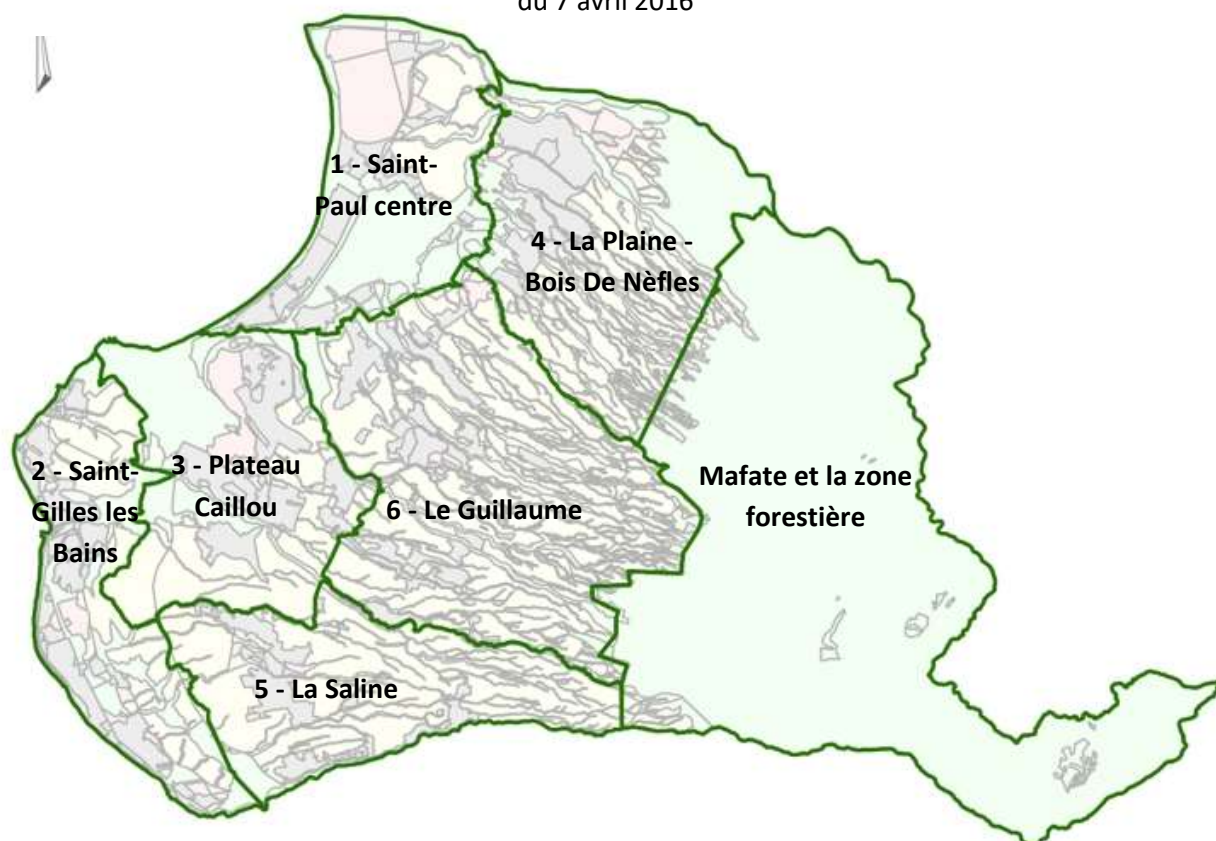 du 7 avril 2016
1 - Saint-
Paul centre
4 - La Plaine -
Bois De Nèfles
2 - Saint-
Gilles les
Bains
3 - Plateau
Caillou
6 - Le Guillaume
Mafate et la zone
forestière
5 - La Saline